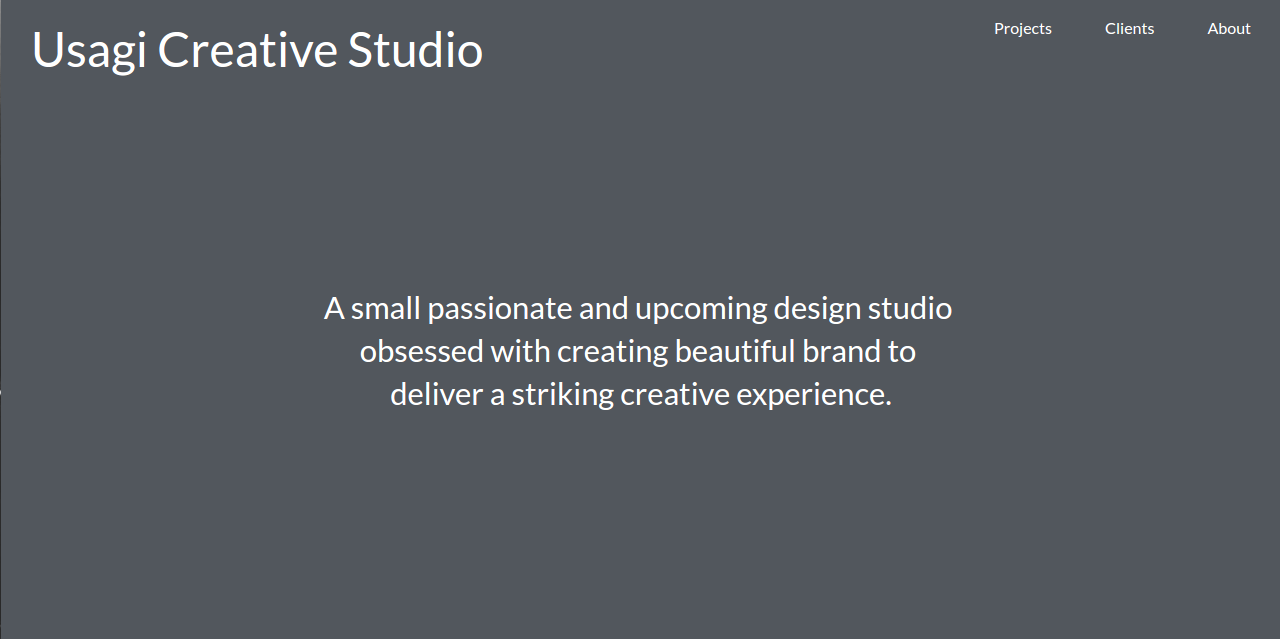 Usagi Creative Studio
Projects
Clients
About
A small passionate and upcoming design studio
obsessed with creating beautiful brand to
deliver a striking creative experience.